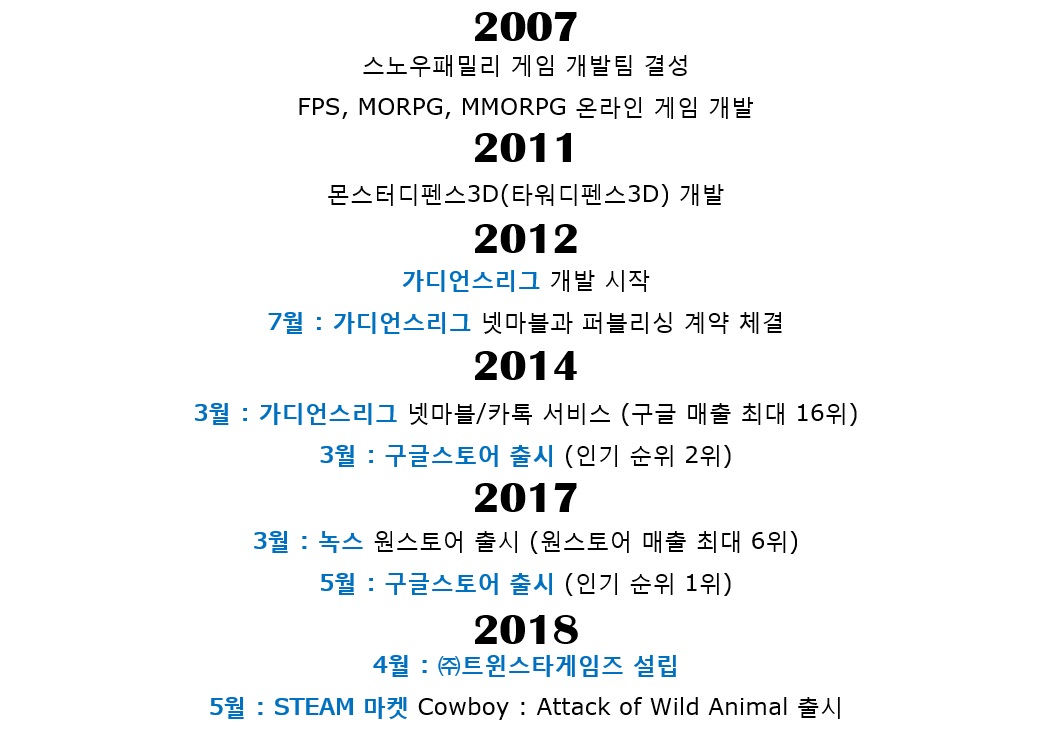 2007
스노우패밀리 게임 개발팀 결성
FPS, MORPG, MMORPG 온라인 게임 개발
2011
몬스터디펜스3D(타워디펜스3D) 개발
2012
가디언스리그 개발 시작
7월 : 가디언스리그 넷마블과 퍼블리싱 계약 체결
2014
3월 : 가디언스리그 넷마블/카톡 서비스 (구글 매출 최대 16위)
3월 : 구글스토어 출시 (인기 순위 2위)
2017
3월 : 녹스 원스토어 출시 (원스토어 매출 최대 6위)
5월 : 구글스토어 출시 (인기 순위 1위)
2018
4월 : ㈜트윈스타게임즈 설립
5월 : STEAM 마켓 Cowboy : Attack of Wild Animal 출시